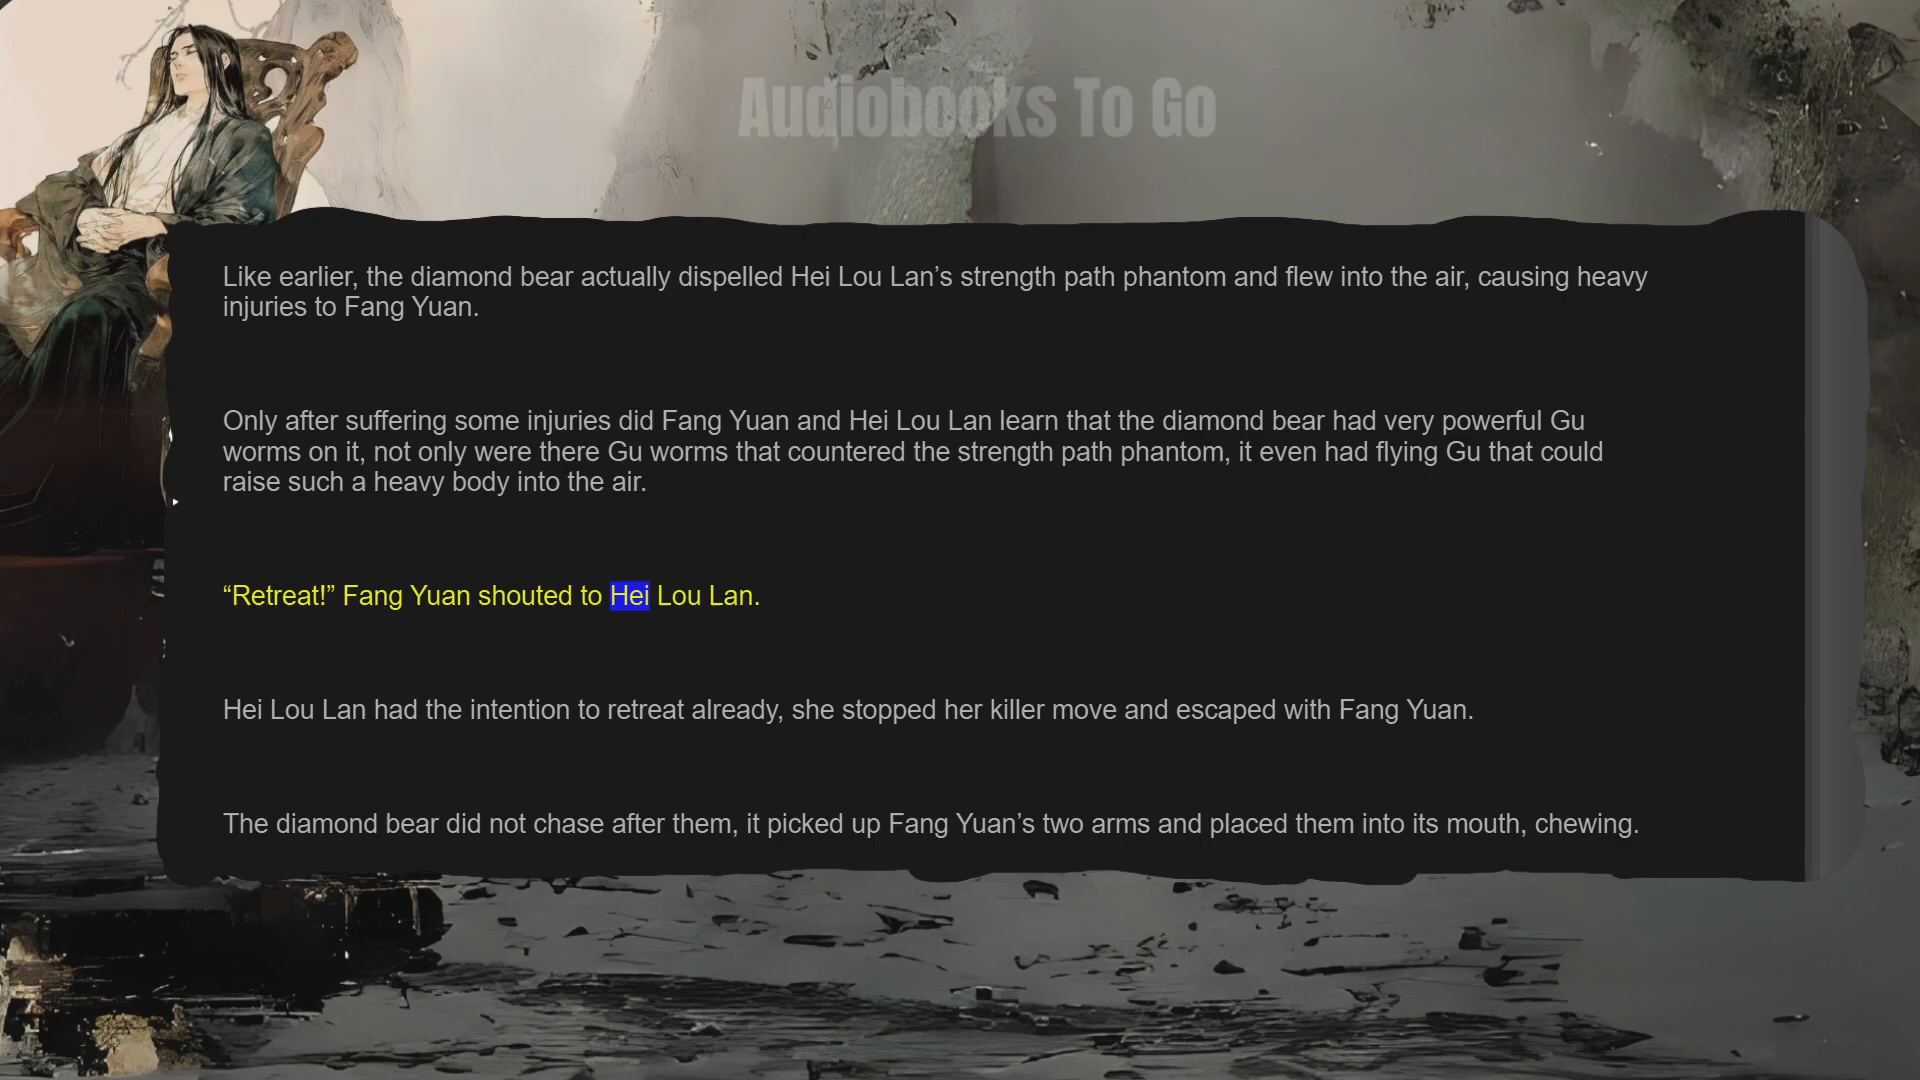 Audiobooks To Go
Like earlier, the diamond bear actually dispelled Hei Lou Lan’s strength path phantom and flew into the air, causing heavy
injuries to Fang Yuan.
Only after suffering some injuries did Fang Yuan and Hei Lou Lan learn that the diamond bear had very powerful Gu
worms on it, not only were there Gu worms that countered the strength path phantom, it even had flying Gu that could
raise such a heavy body into the air.
“Retreat!” Fang Yuan shouted to Hei Lou Lan.
Hei Lou Lan had the intention to retreat already, she stopped her killer move and escaped with Fang Yuan.
The diamond bear did not chase after them, it picked up Fang Yuan’s two arms and placed them into its mouth, chewing.